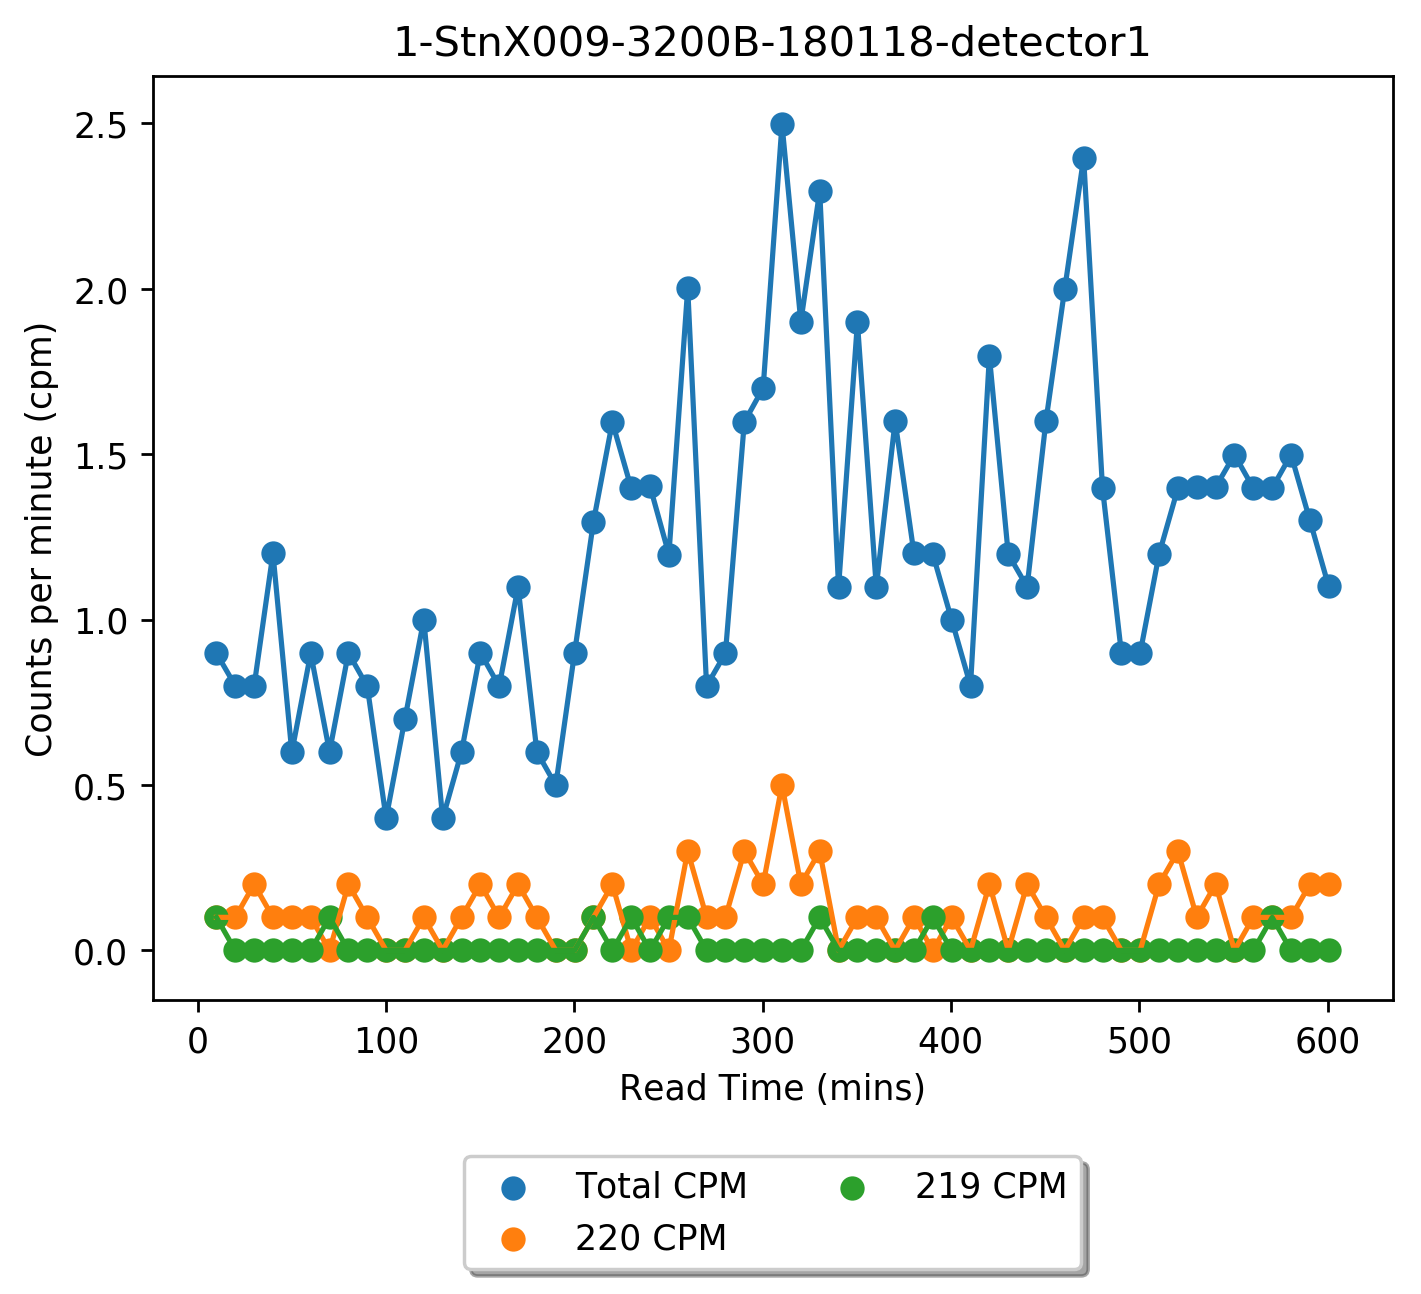 1-StnX009-3200B-180118-detector1
Counts per minute (cpm)
2.5
2.0
1.5
1.0
0.5
0.0
0 100 200 300 400 500 600
Read Time (mins)
Total CPM 219 CPM
220 CPM